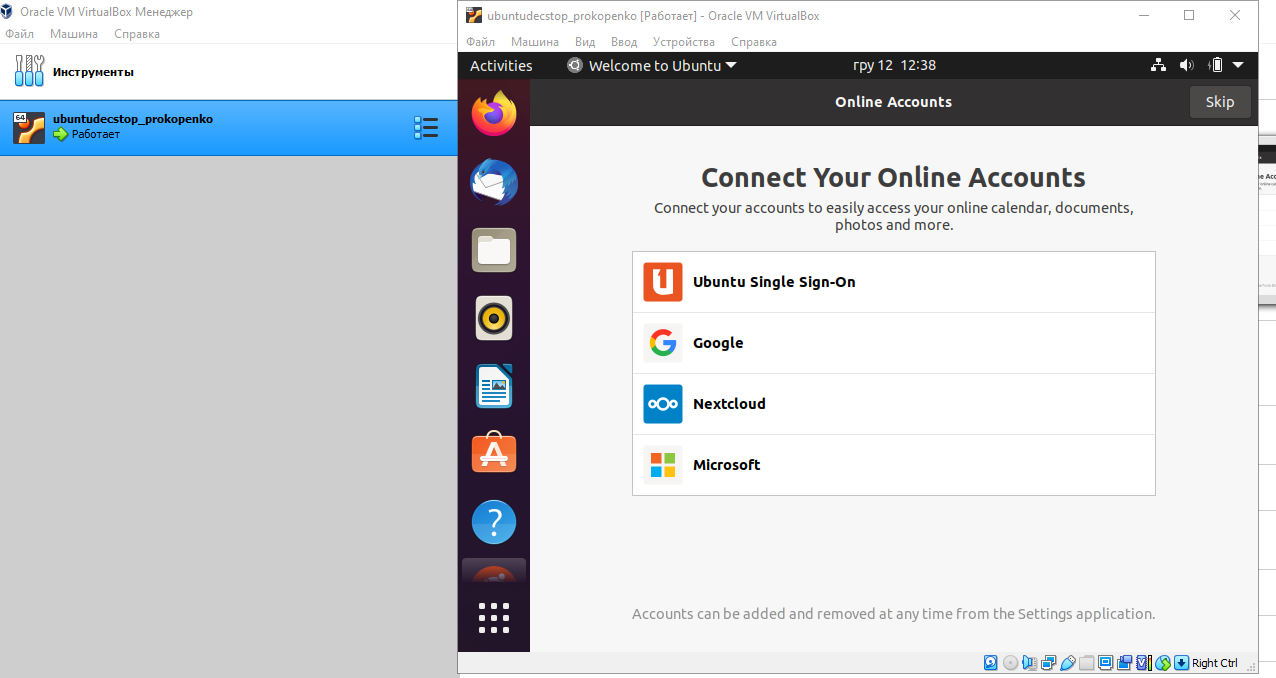 Oracle VM VirtualBox Менеджер
Файл Машина Справка
Инструменты
64
ubuntudecstop_prokopenko
Работает
ubuntudecstop_prokopenko [Работает] - Oracle VM VirtualBox
Файл Машина Вид Ввод Устройства Справка
Activities Welcome to Ubuntu гру 12 12:38
Online Accounts Skip
Connect Your Online Accounts
Connect your accounts to easily access your online calendar, documents,
photos and more.
Ubuntu Single Sign-On
Google
Nextcloud
Microsoft
Accounts can be added and removed at any time from the Settings application.
Right Ctrl